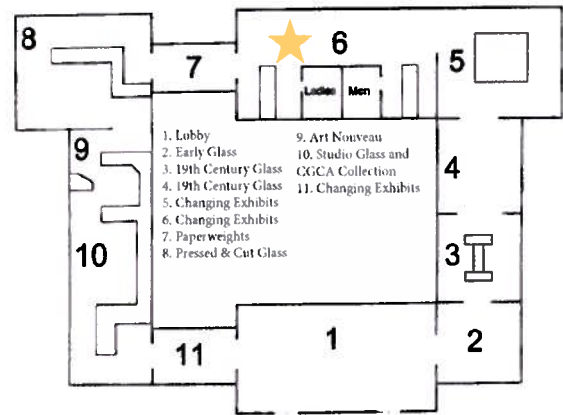 8
7
6
5
Ladies Men
1. Lobby
2. Early Glass
3. 19th Century Glass
4. 19th Century Glass
5. Changing Exhibits
6. Changing Exhibits
7. Paperweights
8. Pressed & Cut Glass
9. Art Nouveau
10. Studio Glass and
CGCA Collection
11. Changing Exhibits
9
4
10
3
11
1
2